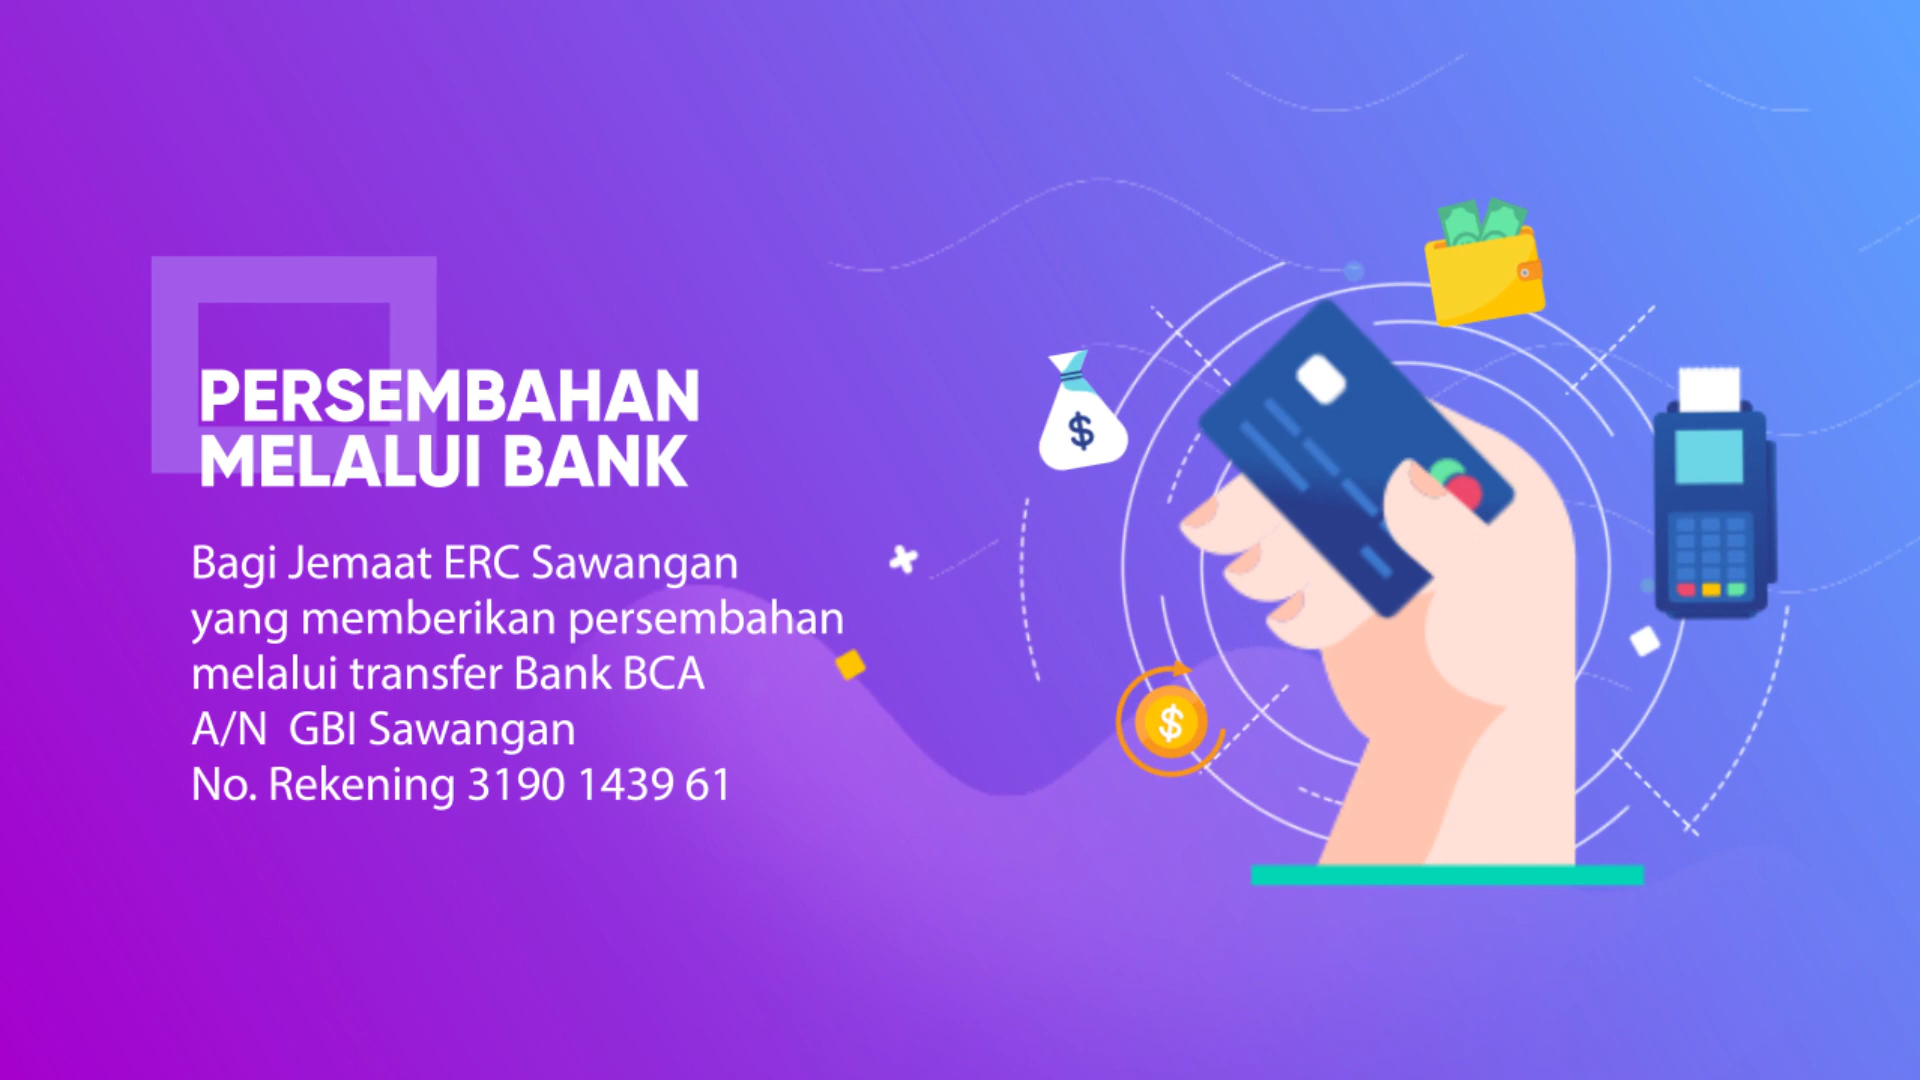 PERSEMBAHAN
MELALUI BANK
Bagi Jemaat ERC Sawangan
yang memberikan persembahan
melalui transfer Bank BCA
A/N  GBI Sawangan
No. Rekening 3190 1439 61
$
$